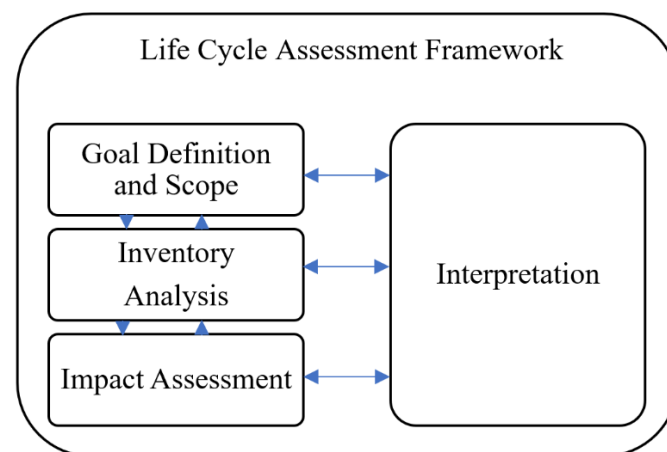 Life Cycle Assessment Framework
Goal Definition
and Scope
Inventory
Analysis
Impact Assessment
Interpretation